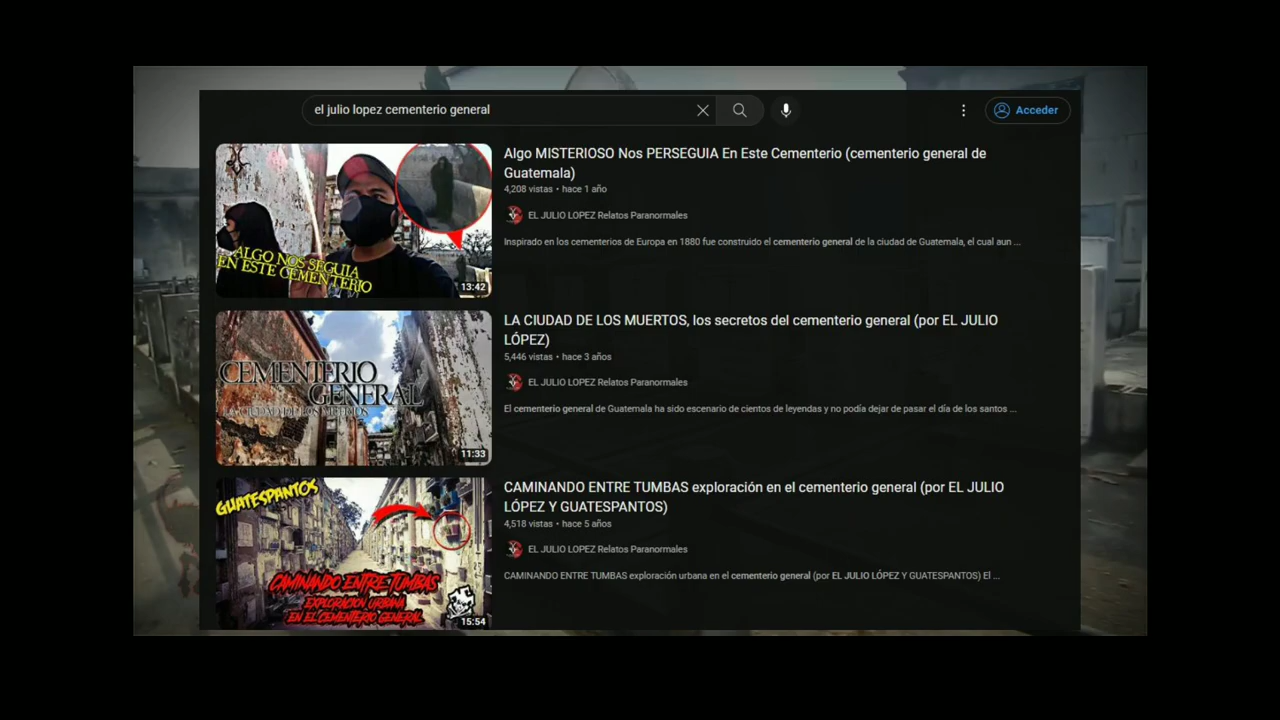 el julio lopez cementerio general
Acceder
ALGO NOS SEGUIA
EN ESTE CEMENTERIO
13:42
Algo MISTERIOSO Nos PERSEGUIA En Este Cementerio (cementerio general de
Guatemala)
4,208 vistas • hace 1 año
EL JULIO LOPEZ Relatos Paranormales
Inspirado en los cementerios de Europa en 1880 fue construido el cementerio general de la ciudad de Guatemala, el cual aun ...
CEMENTERIO
GENERAL
LA CIUDAD DE LOS MUERTOS
11:33
LA CIUDAD DE LOS MUERTOS, los secretos del cementerio general (por EL JULIO
LÓPEZ)
5,446 vistas • hace 3 años
EL JULIO LOPEZ Relatos Paranormales
El cementerio general de Guatemala ha sido escenario de cientos de leyendas y no podía dejar de pasar el día de los santos ...
GUATESPANTOS
CAMINANDO ENTRE TUMBAS
EXPLORACION URBANA
EN EL CEMENTERIO GENERAL
15:54
CAMINANDO ENTRE TUMBAS exploración en el cementerio general (por EL JULIO
LÓPEZ Y GUATESPANTOS)
4,518 vistas • hace 5 años
EL JULIO LOPEZ Relatos Paranormales
CAMINANDO ENTRE TUMBAS exploración urbana en el cementerio general (por EL JULIO LÓPEZ Y GUATESPANTOS) El ...